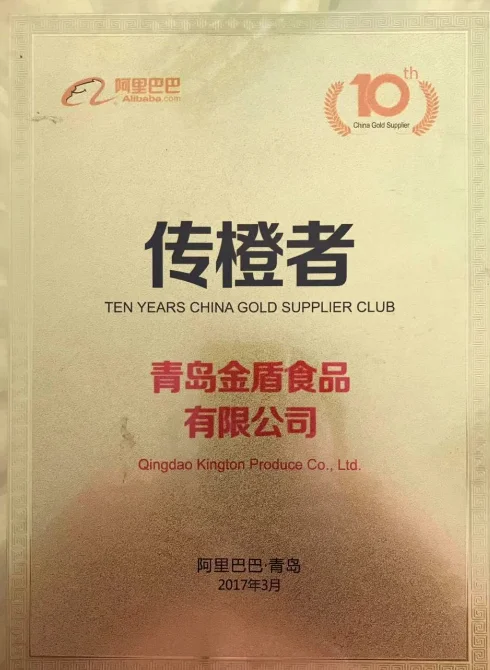 阿里巴巴
Alibaba.com
10th
China Gold Supplier
传橙者
TEN YEARS CHINA GOLD SUPPLIER CLUB
青岛金盾食品
有限公司
Qingdao Kington Produce Co., Ltd.
阿里巴巴·青岛
2017年3月